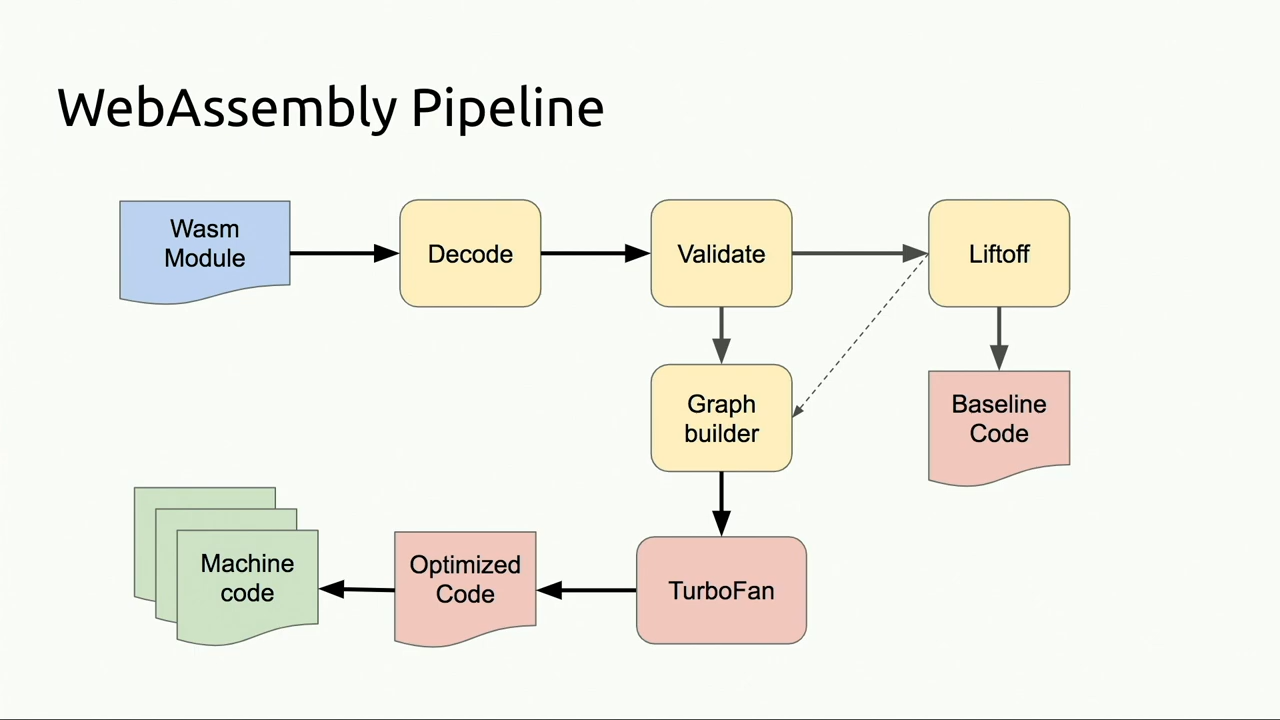 WebAssembly Pipeline
Wasm
Module
Decode
Validate
Liftoff
Graph
builder
Baseline
Code
Machine
code
Optimized
Code
TurboFan